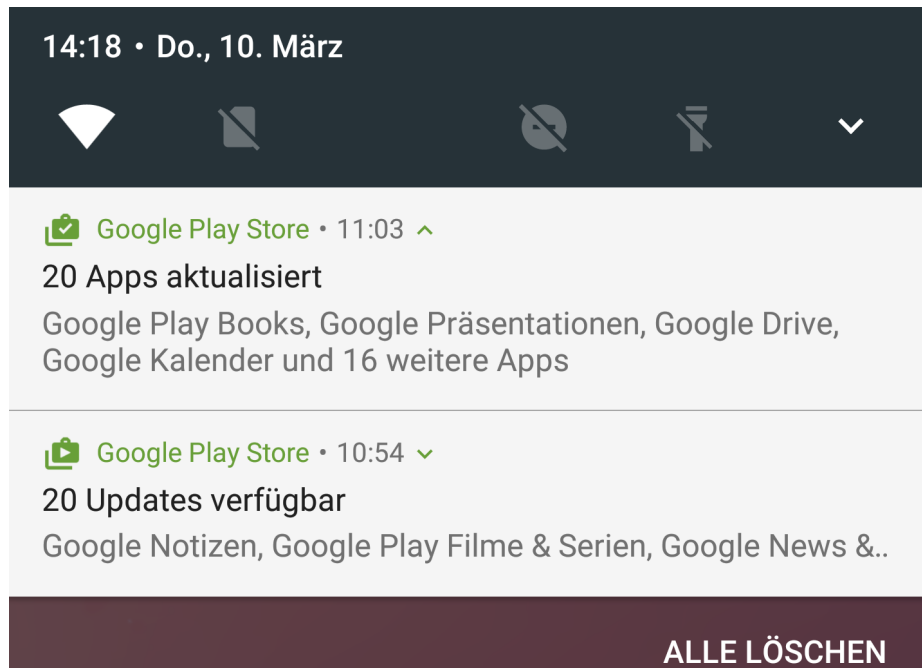 14:18 • Do., 10. März
Google Play Store • 11:03
20 Apps aktualisiert
Google Play Books, Google Präsentationen, Google Drive,
Google Kalender und 16 weitere Apps
Google Play Store • 10:54
20 Updates verfügbar
Google Notizen, Google Play Filme & Serien, Google News &..
ALLE LÖSCHEN